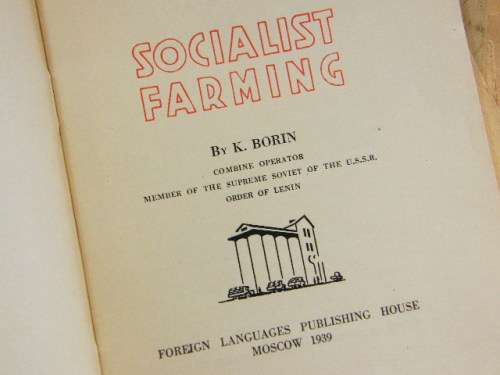 SOCIALIST
FARMING
BY K. BORIN
COMBINE OPERATOR
MEMBER OF THE SUPREME SOVIET OF THE U.S.S.R.
ORDER OF LENIN
FOREIGN LANGUAGES PUBLISHING HOUSE
MOSCOW 1939